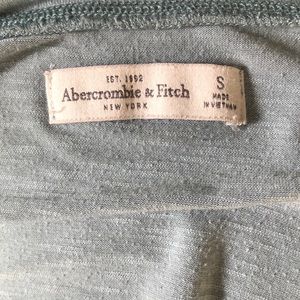 EST. 1892
Abercrombie & Fitch
NEW YORK
S
MADE
IN VIETNAM